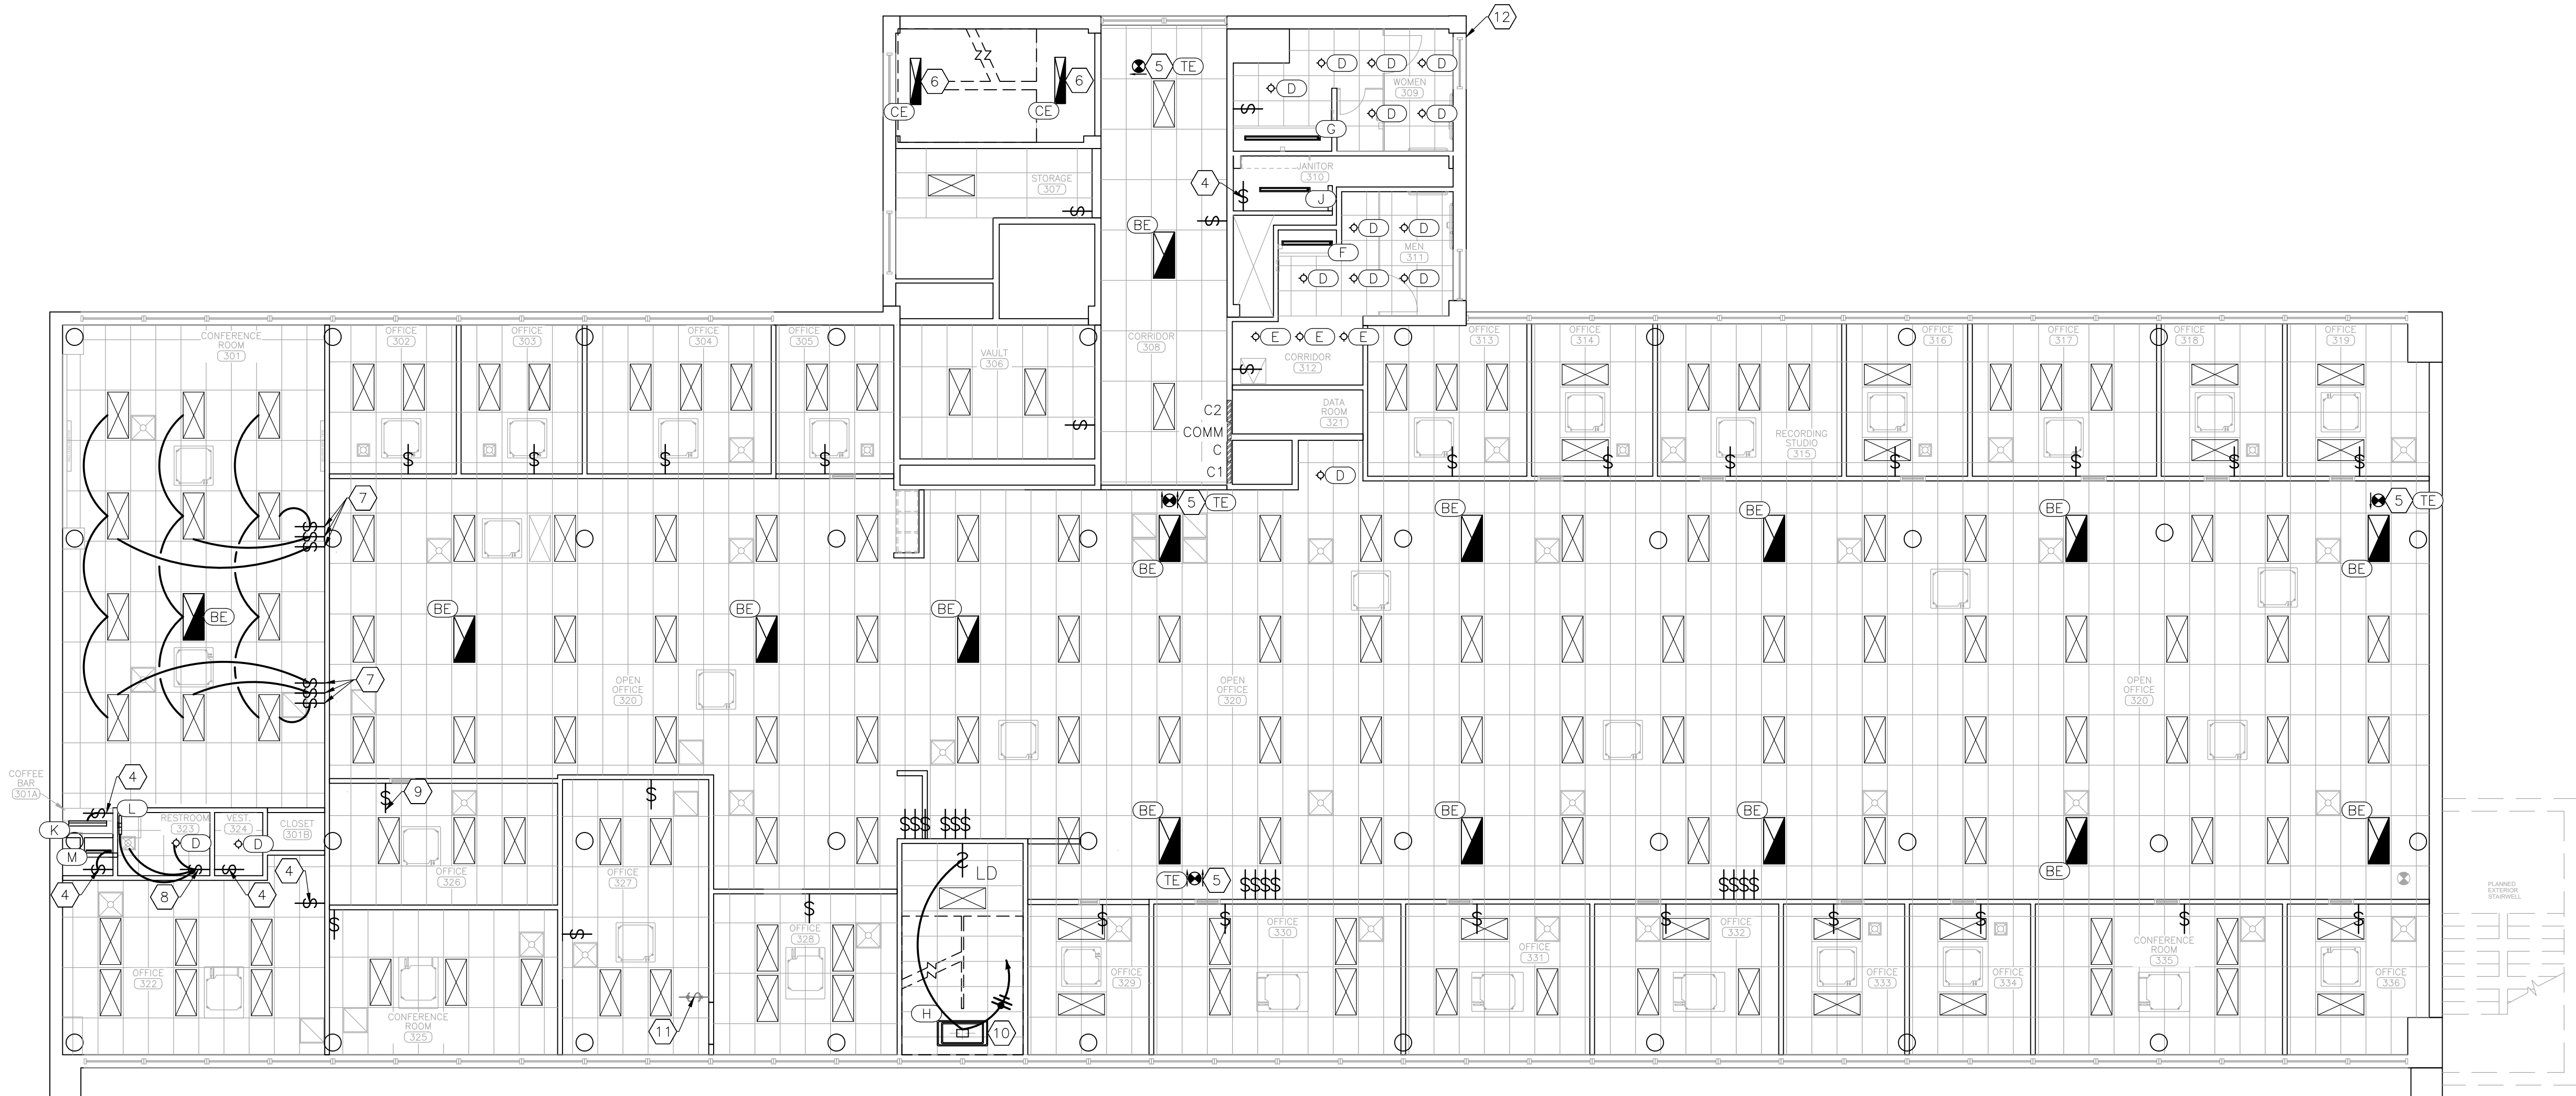 12
5
TE
6
6
CE
CE
D
D
D
WOMEN
309
D
D
D
G
STORAGE
307
JANITOR
310
4
$
J
$
$
$
BE
D
D
MEN
311
F
D
D
D
CONFERENCE
ROOM
301
OFFICE
302
OFFICE
303
OFFICE
304
OFFICE
305
VAULT
306
CORRIDOR
308
E
E
E
CORRIDOR
312
$
OFFICE
313
OFFICE
314
RECORDING
STUDIO
315
OFFICE
316
OFFICE
317
OFFICE
318
OFFICE
319
C2
COMM
C
C1
DATA
ROOM
321
$
$
$
$
$
$
$
$
$
$
$
$
D
7
$
$
$
5
TE
5
TE
BE
BE
BE
BE
BE
BE
BE
BE
BE
7
$
$
$
OPEN
OFFICE
320
OPEN
OFFICE
320
OPEN
OFFICE
320
COFFEE
BAR
301A
4
$
L
K
M
RESTROOM
323
D
VEST.
324
D
CLOSET
301B
4
$
8
$
$
4
4
$
$
9
$
OFFICE
326
OFFICE
327
$$$
$$$
BE
BE
BE
BE
BE
TE
5
$$$$
$$$$
$
LD
OFFICE
322
$
CONFERENCE
ROOM
325
$
11
$
$
OFFICE
328
H
10
$
OFFICE
329
$
OFFICE
330
$
OFFICE
331
$
OFFICE
332
$
OFFICE
333
$
OFFICE
334
$
CONFERENCE
ROOM
335
$
OFFICE
336
PLANNED
EXTERIOR
STAIRWELL